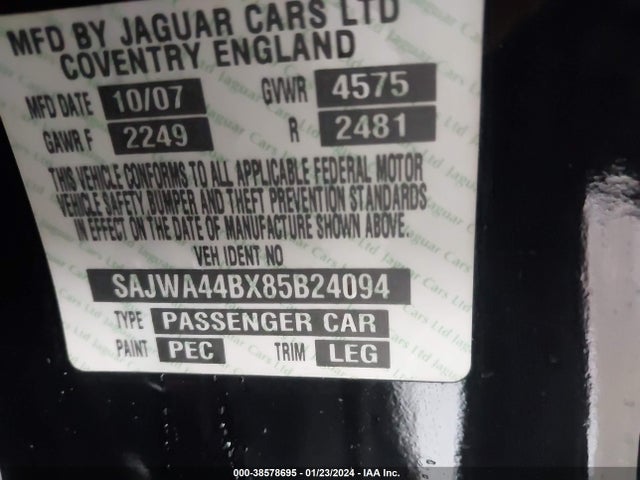 MFD BY JAGUAR CARS LTD
COVENTRY ENGLAND
MFD DATE 10/07 GVWR 4575
GAWR F 2249 R 2481
THIS VEHICLE CONFORMS TO ALL APPLICABLE FEDERAL MOTOR
VEHICLE SAFETY BUMPER AND THEFT PREVENTION STANDARDS
IN EFFECT ON THE DATE OF MANUFACTURE SHOWN ABOVE.
VEH IDENT NO
SAJWA44BX85B24094
TYPE PASSENGER CAR
PAINT PEC TRIM LEG
000-38578695 - 01/23/2024 - IAA Inc.